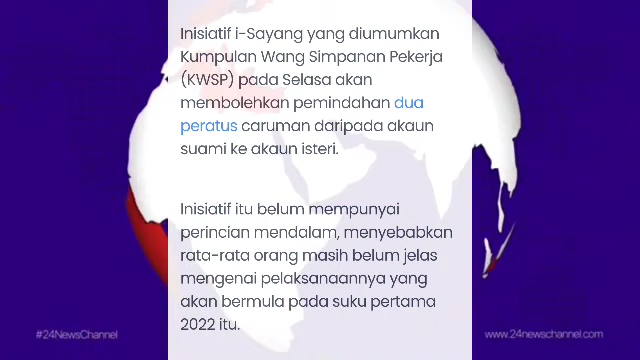 Inisiatif i-Sayang yang diumumkan
Kumpulan Wang Simpanan Pekerja
(KWSP) pada Selasa akan
membolehkan pemindahan dua
peratus caruman daripada akaun
suami ke akaun isteri.
Inisiatif itu belum mempunyai
perincian mendalam, menyebabkan
rata-rata orang masih belum jelas
mengenai pelaksanaannya yang
akan bermula pada suku pertama
2022 itu.
#24NewsChannel
www.24newschannel.com